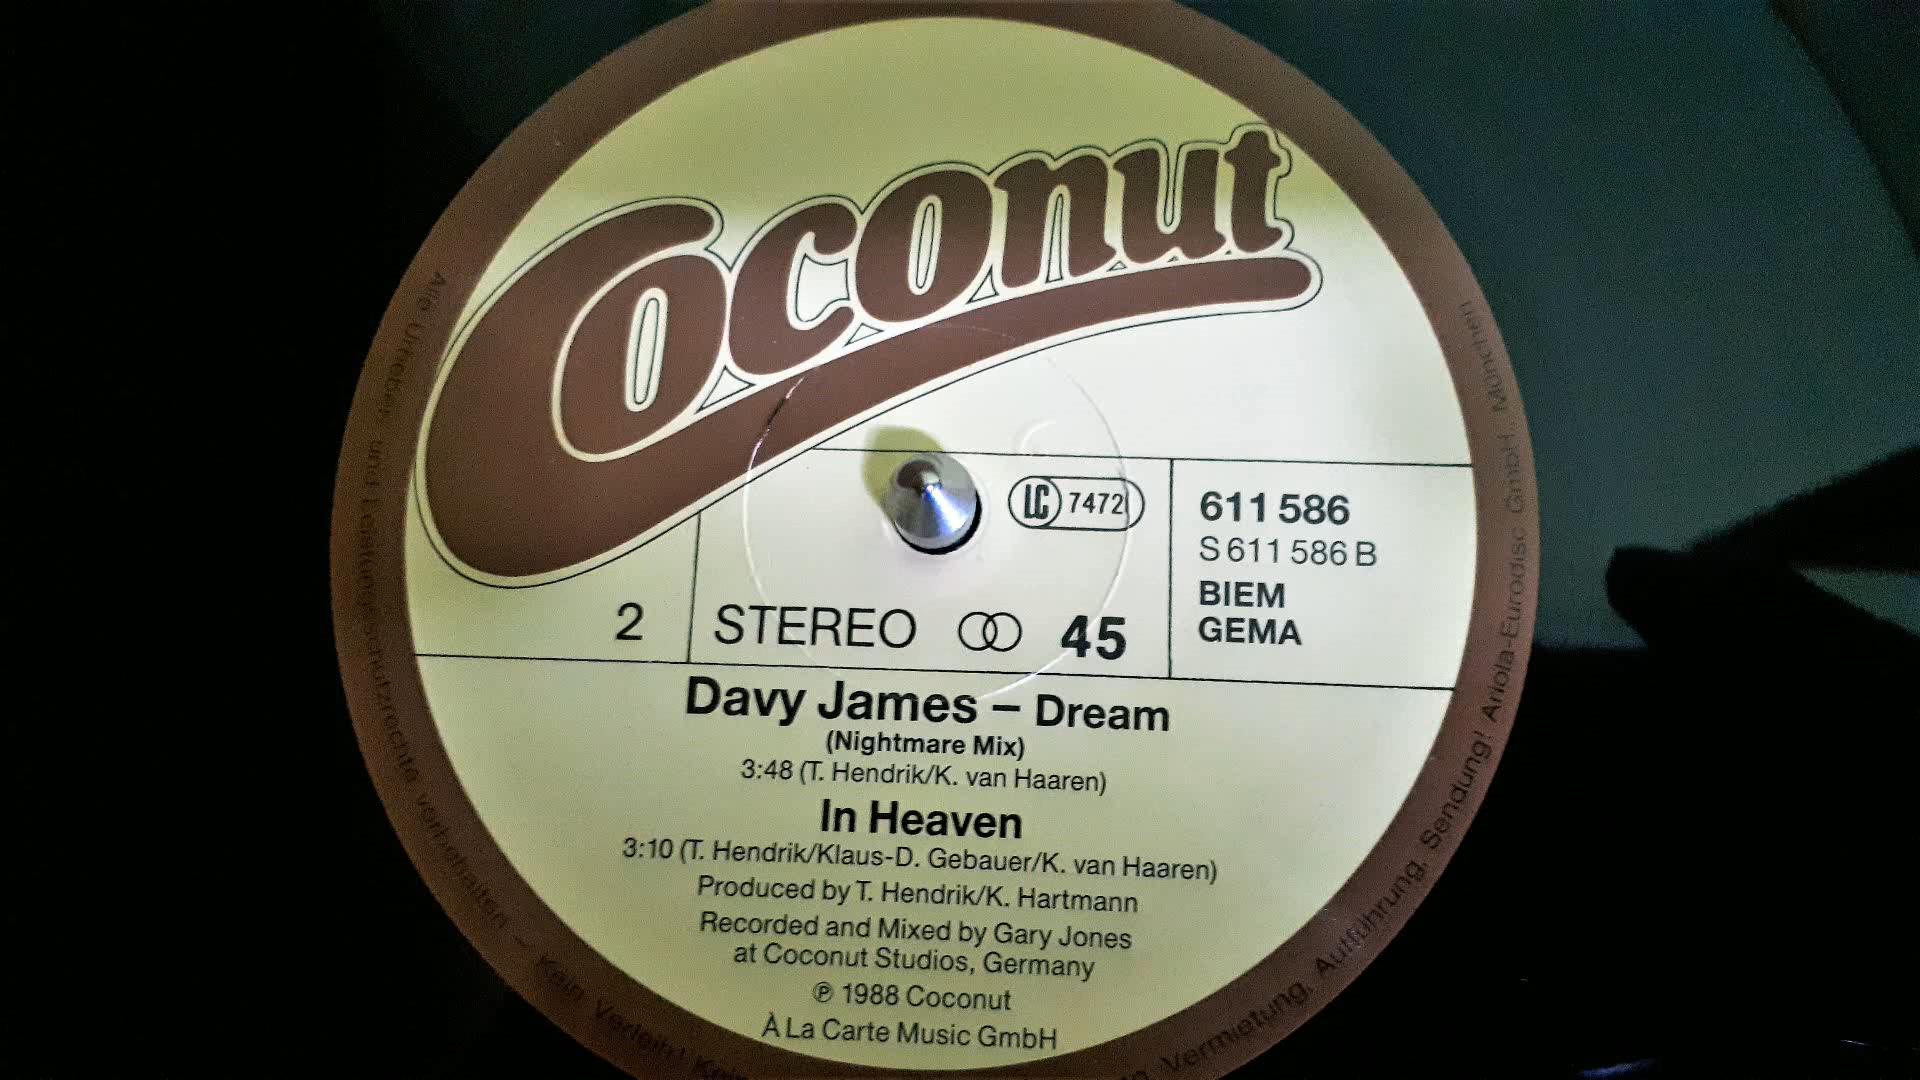 Coconut
LC 7472
611 586
S 611 586 B
BIEM
GEMA
2
STEREO
45
Davy James – Dream
(Nightmare Mix)
3:48 (T. Hendrik/K. van Haaren)
In Heaven
3:10 (T. Hendrik/Klaus-D. Gebauer/K. van Haaren)
Produced by T. Hendrik/K. Hartmann
Recorded and Mixed by Gary Jones
at Coconut Studios, Germany
℗ 1988 Coconut
À La Carte Music GmbH
Alle Urheber- und Leistungsschutzrechte vorbehalten – Kein Verleih! Vermietung, Aufführung, Sendung! Ariola-Eurodisc GmbH, München